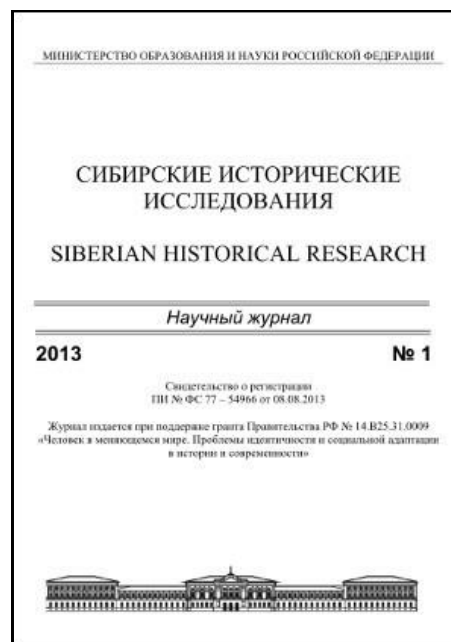 МИНИСТЕРСТВО ОБРАЗОВАНИЯ И НАУКИ РОССИЙСКОЙ ФЕДЕРАЦИИ
СИБИРСКИЕ ИСТОРИЧЕСКИЕ
ИССЛЕДОВАНИЯ
SIBERIAN HISTORICAL RESEARCH
Научный журнал
2013 № 1
Свидетельство о регистрации
ПИ № ФС 77 – 54966 от 08.08.2013
Журнал издается при поддержке гранта Правительства РФ № 14.B25.31.0009
«Человек в меняющемся мире. Проблемы идентичности и социальной адаптации
в истории и современности»